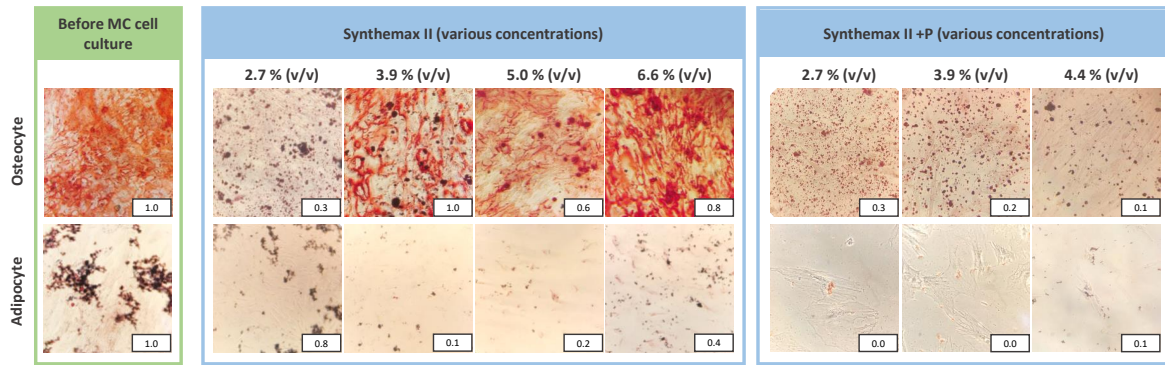 Before MC cell
culture
Synthemax II (various concentrations)
Synthemax II +P (various concentrations)
2.7 % (v/v) 3.9 % (v/v) 5.0 % (v/v) 6.6 % (v/v) 2.7 % (v/v) 3.9 % (v/v) 4.4 % (v/v)
Osteocyte
1.0 0.3 1.0 0.6 0.8 0.3 0.2 0.1
Adipocyte
1.0 0.8 0.1 0.2 0.4 0.0 0.0 0.1